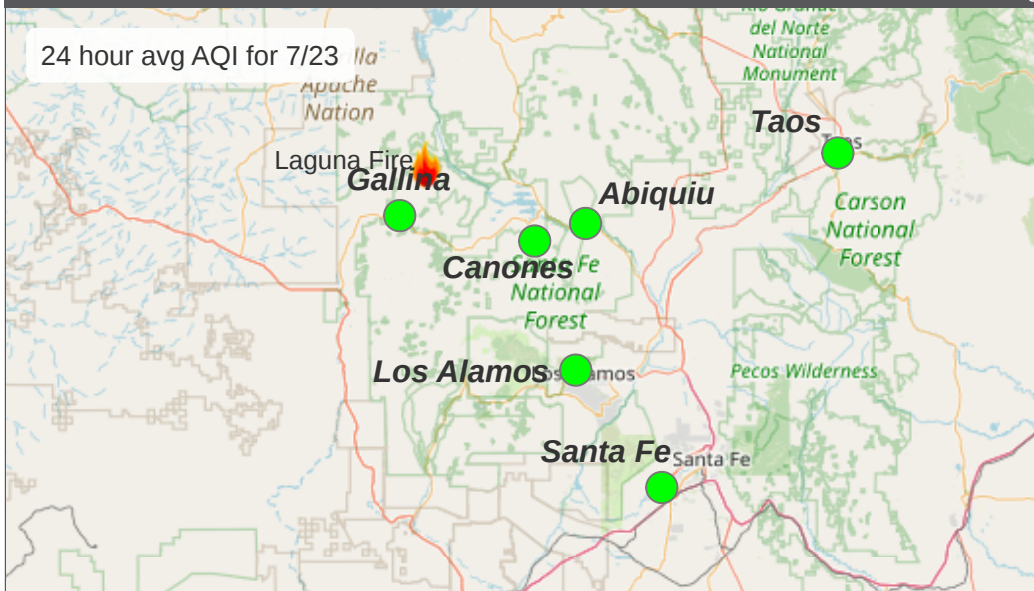 Rio Grande
del Norte
National
Monument
24 hour avg AQI for 7/23
Apache
Nation
Taos
Laguna Fire
Gallina
Abiquiu
Carson
National
Forest
Canones
Santa Fe
National
Forest
Los Alamos
Pecos Wilderness
Santa Fe
Santa Fe